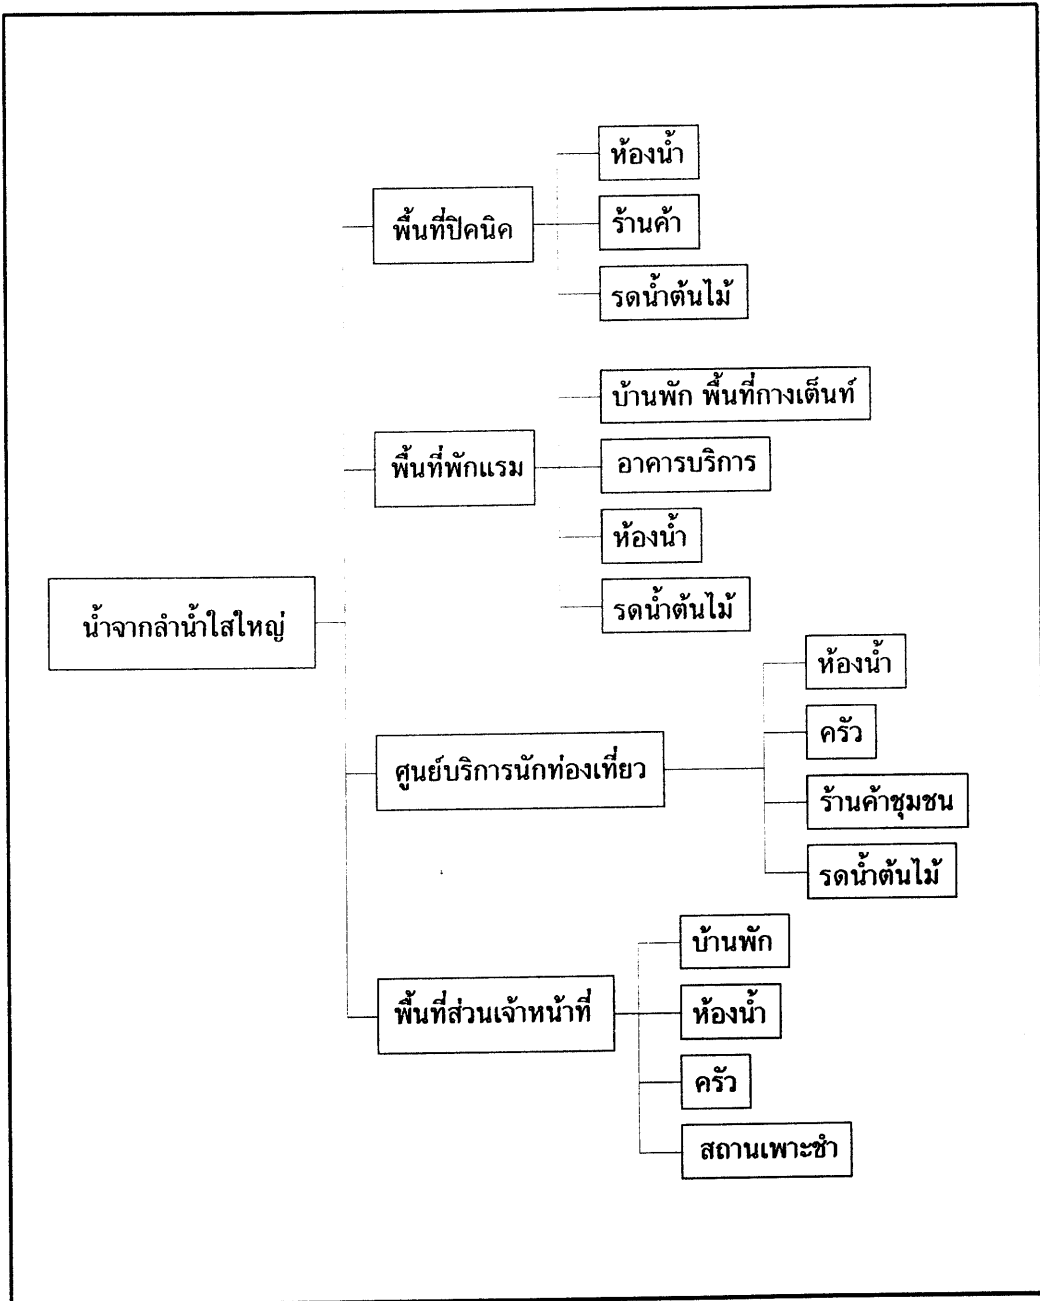 น้ำจากลำน้ำใสใหญ่
พื้นที่ปิคนิค
ห้องน้ำ
ร้านค้า
รดน้ำต้นไม้
พื้นที่พักแรม
บ้านพัก พื้นที่กางเต็นท์
อาคารบริการ
ห้องน้ำ
รดน้ำต้นไม้
ศูนย์บริการนักท่องเที่ยว
ห้องน้ำ
ครัว
ร้านค้าชุมชน
รดน้ำต้นไม้
พื้นที่ส่วนเจ้าหน้าที่
บ้านพัก
ห้องน้ำ
ครัว
สถานเพาะชำ